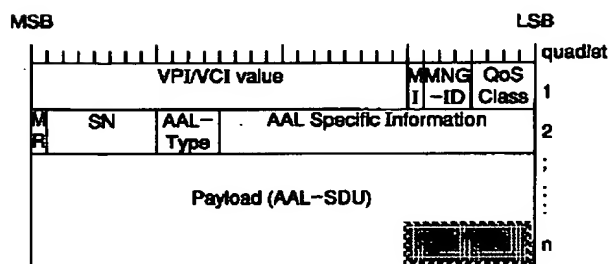 MSB LSB
quadlet
VPI/VCI value M I MNG -ID QoS Class 1
M R SN AAL- Type AAL Specific Information 2
Payload (AAL-SDU)
n